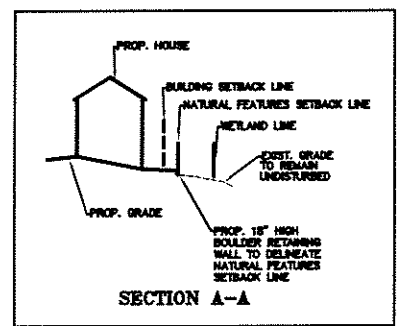 PROP. HOUSE
BUILDING SETBACK LINE
NATURAL FEATURES SETBACK LINE
WETLAND LINE
EXIST. GRADE
TO REMAIN
UNDISTURBED
PROP. GRADE
PROP. 18" HIGH
BOULDER RETAINING
WALL TO DELINEATE
NATURAL FEATURES
SETBACK LINE
SECTION A-A